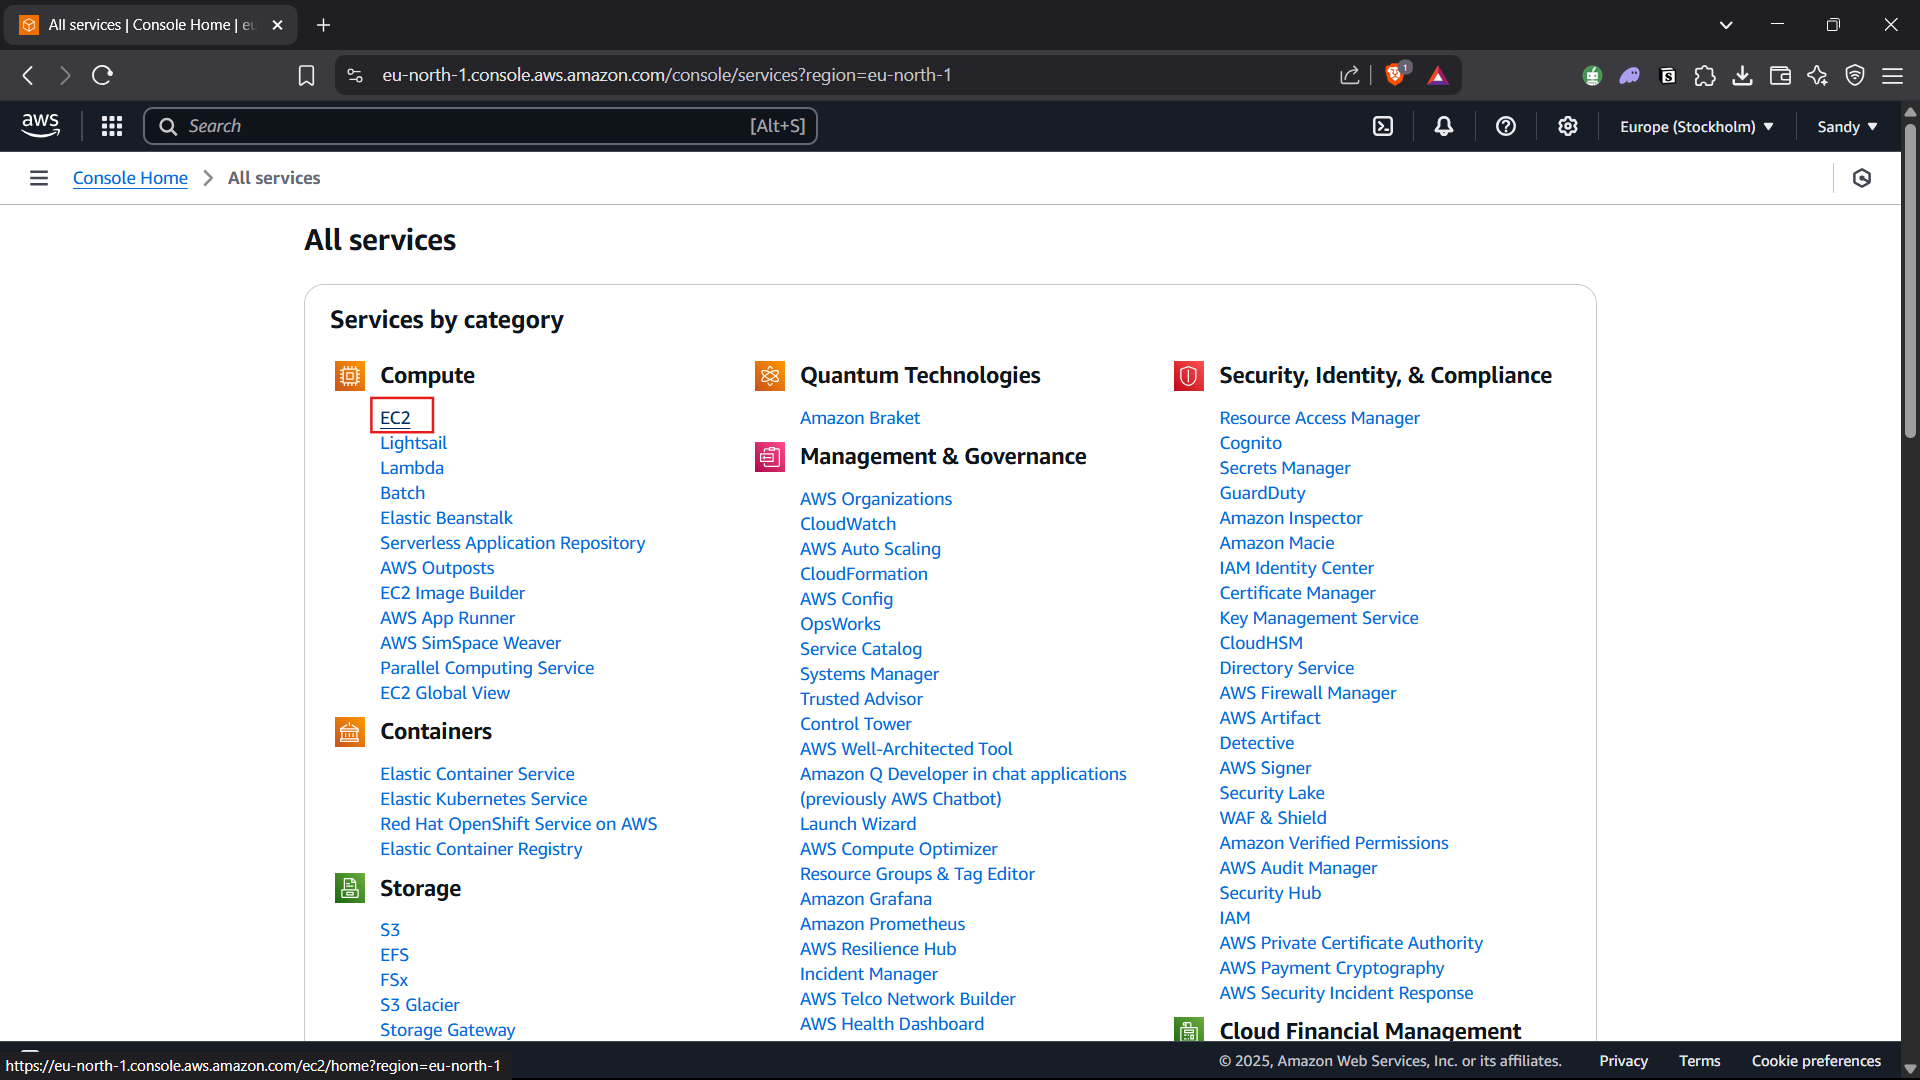 All services | Console Home | eu
eu-north-1.console.aws.amazon.com/console/services?region=eu-north-1
1
aws
Search
[Alt+S]
Europe (Stockholm)
Sandy
Console Home
All services
All services
Services by category
Compute
EC2
Lightsail
Lambda
Batch
Elastic Beanstalk
Serverless Application Repository
AWS Outposts
EC2 Image Builder
AWS App Runner
AWS SimSpace Weaver
Parallel Computing Service
EC2 Global View
Containers
Elastic Container Service
Elastic Kubernetes Service
Red Hat OpenShift Service on AWS
Elastic Container Registry
Storage
S3
EFS
FSx
S3 Glacier
Storage Gateway
Quantum Technologies
Amazon Braket
Management & Governance
AWS Organizations
CloudWatch
AWS Auto Scaling
CloudFormation
AWS Config
OpsWorks
Service Catalog
Systems Manager
Trusted Advisor
Control Tower
AWS Well-Architected Tool
Amazon Q Developer in chat applications
(previously AWS Chatbot)
Launch Wizard
AWS Compute Optimizer
Resource Groups & Tag Editor
Amazon Grafana
Amazon Prometheus
AWS Resilience Hub
Incident Manager
AWS Telco Network Builder
AWS Health Dashboard
Security, Identity, & Compliance
Resource Access Manager
Cognito
Secrets Manager
GuardDuty
Amazon Inspector
Amazon Macie
IAM Identity Center
Certificate Manager
Key Management Service
CloudHSM
Directory Service
AWS Firewall Manager
AWS Artifact
Detective
AWS Signer
Security Lake
WAF & Shield
Amazon Verified Permissions
AWS Audit Manager
Security Hub
IAM
AWS Private Certificate Authority
AWS Payment Cryptography
AWS Security Incident Response
Cloud Financial Management
https://eu-north-1.console.aws.amazon.com/ec2/home?region=eu-north-1
© 2025, Amazon Web Services, Inc. or its affiliates.
Privacy
Terms
Cookie preferences